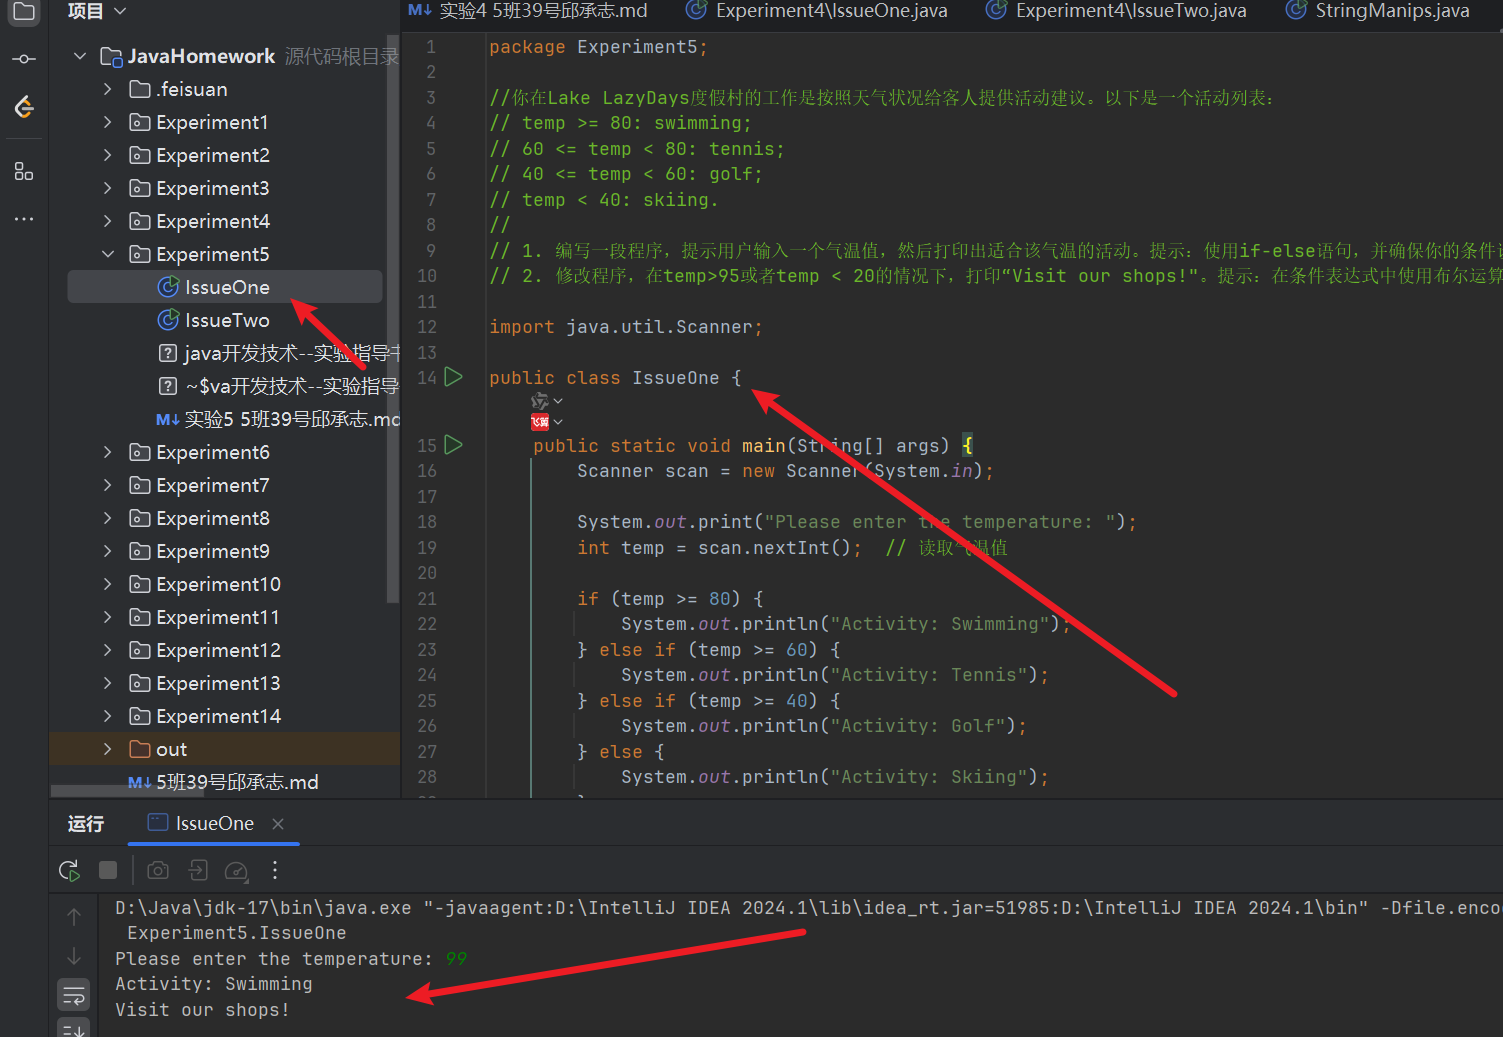 项目
实验4 5班39号邱承志.md
Experiment4\IssueOne.java
Experiment4\IssueTwo.java
StringManips.java
JavaHomework 源代码根目录
.feisuan
Experiment1
Experiment2
Experiment3
Experiment4
Experiment5
IssueOne
IssueTwo
java开发技术--实验指导书
~$va开发技术--实验指导
实验5 5班39号邱承志.md
Experiment6
Experiment7
Experiment8
Experiment9
Experiment10
Experiment11
Experiment12
Experiment13
Experiment14
out
5班39号邱承志.md
1 package Experiment5;
2
3 //你在Lake LazyDays度假村的工作是按照天气状况给客人提供活动建议。以下是一个活动列表：
4 // temp >= 80: swimming;
5 // 60 <= temp < 80: tennis;
6 // 40 <= temp < 60: golf;
7 // temp < 40: skiing.
8 //
9 // 1. 编写一段程序，提示用户输入一个气温值，然后打印出适合该气温的活动。提示：使用if-else语句，并确保你的条件
10 // 2. 修改程序，在temp>95或者temp < 20的情况下，打印“Visit our shops!"。提示：在条件表达式中使用布尔运算
11
12 import java.util.Scanner;
13
14 public class IssueOne {
飞算
15 public static void main(String[] args) {
16 Scanner scan = new Scanner(System.in);
17
18 System.out.print("Please enter the temperature: ");
19 int temp = scan.nextInt(); // 读取气温值
20
21 if (temp >= 80) {
22 System.out.println("Activity: Swimming");
23 } else if (temp >= 60) {
24 System.out.println("Activity: Tennis");
25 } else if (temp >= 40) {
26 System.out.println("Activity: Golf");
27 } else {
28 System.out.println("Activity: Skiing");
运行
IssueOne
D:\Java\jdk-17\bin\java.exe "-javaagent:D:\IntelliJ IDEA 2024.1\lib\idea_rt.jar=51985:D:\IntelliJ IDEA 2024.1\bin" -Dfile.enco
Experiment5.IssueOne
Please enter the temperature: 99
Activity: Swimming
Visit our shops!